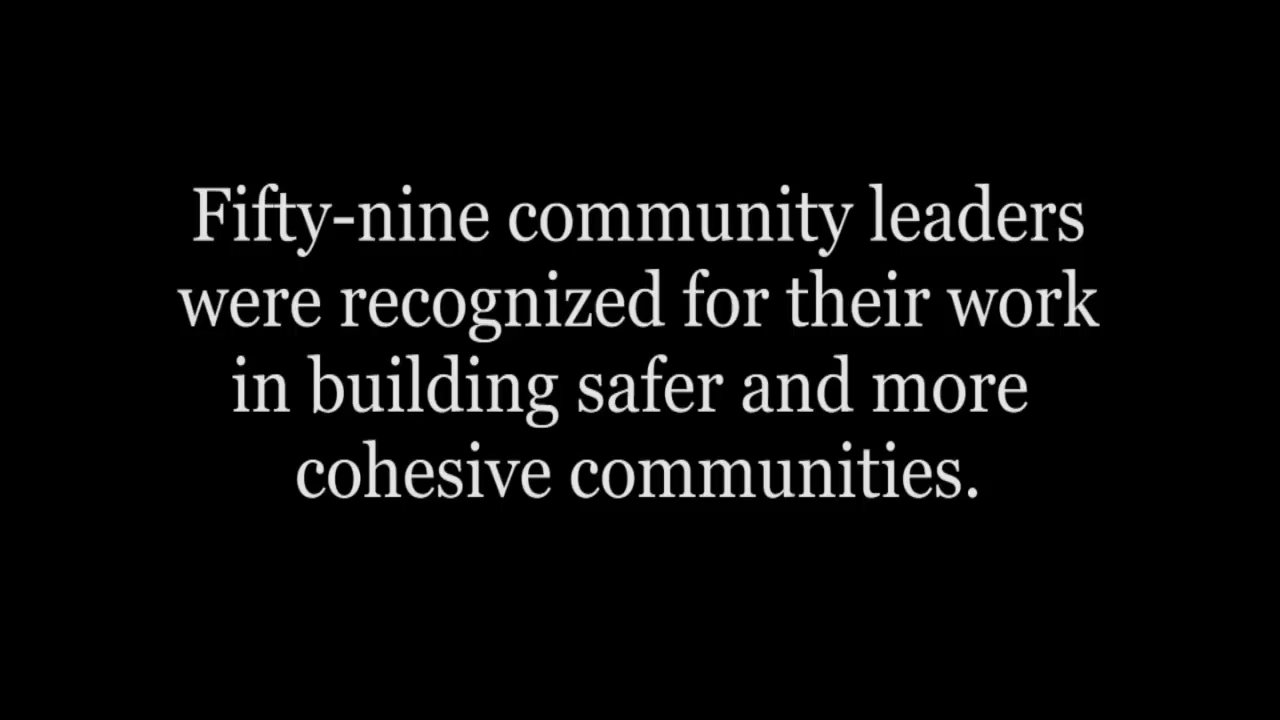 Fifty-nine community leaders
were recognized for their work
in building safer and more
cohesive communities.